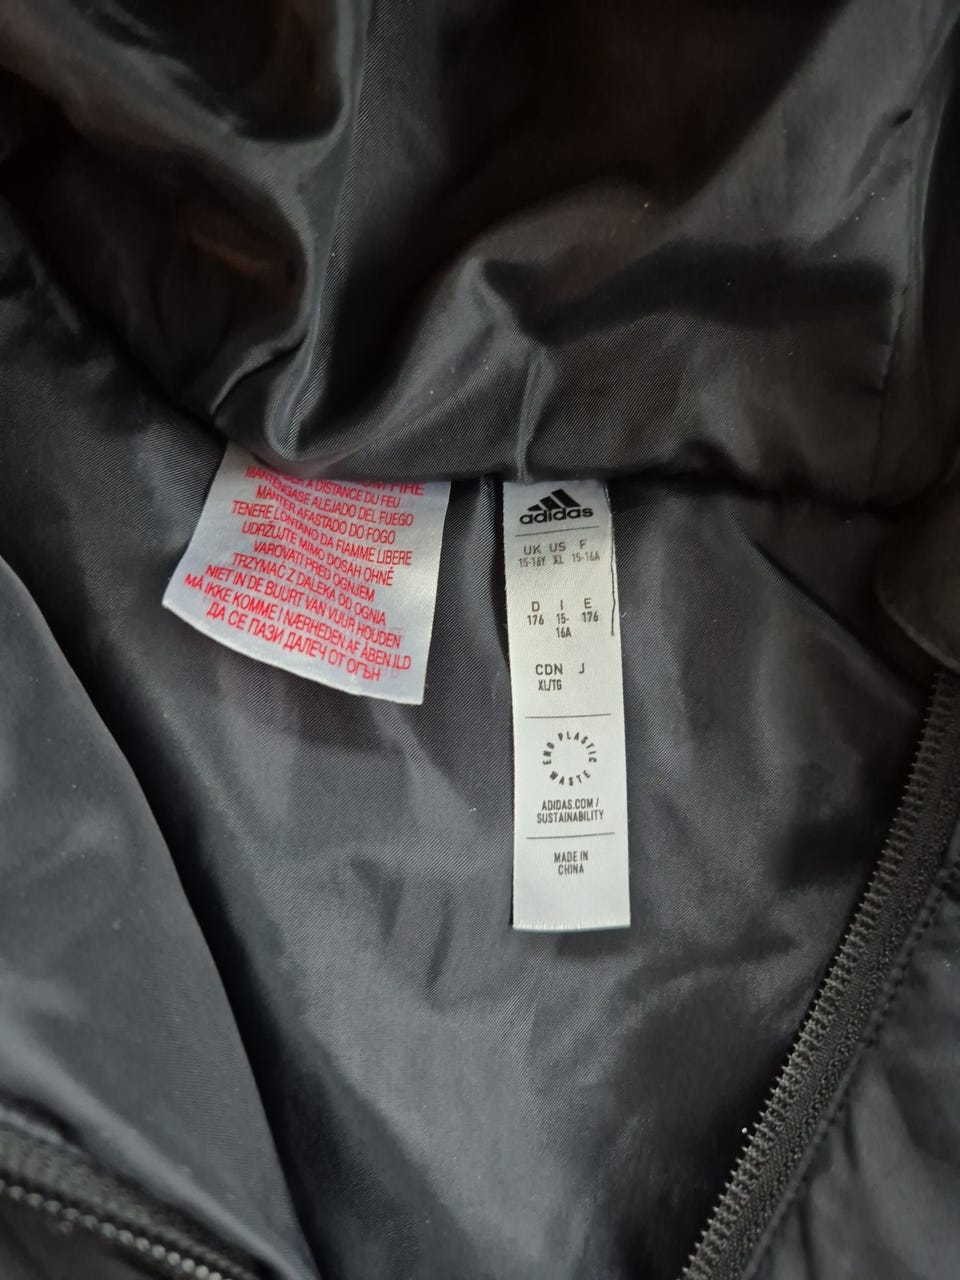 FIRE
MANTENIR A DISTANCE DU FEU
MANTÉNGASE ALEJADO DEL FUEGO
MANTER AFASTADO DO FOGO
TENERE LONTANO DA FIAMME LIBERE
UDRŽUJTE MIMO DOSAH OHNĚ
VAROVATI PRED OGNJEM
TRZYMAĆ Z DALEKA OD OGNIA
NIET IN DE BUURT VAN VUUR HOUDEN
MÅ IKKE KOMME I NÆRHEDEN AF ÅBEN ILD
ДА СЕ ПАЗИ ДАЛЕЧ ОТ ОГЪН
adidas
UK US F
15-16Y XL 15-16A
D I E
176 15-16A 176
CDN J
XL/TG
END PLASTIC WASTE
ADIDAS.COM/
SUSTAINABILITY
MADE IN
CHINA